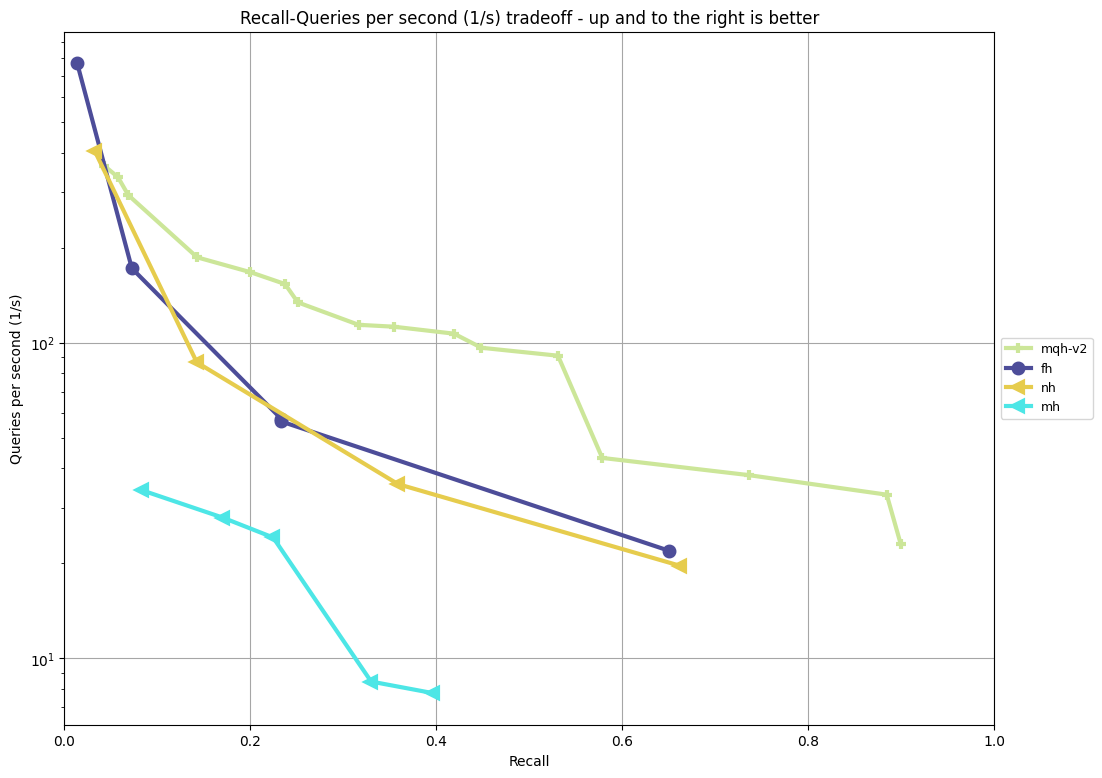 Recall-Queries per second (1/s) tradeoff - up and to the right is better
Queries per second (1/s)
10²
10¹
0.0 0.2 0.4 0.6 0.8 1.0
Recall
mqh-v2
fh
nh
mh